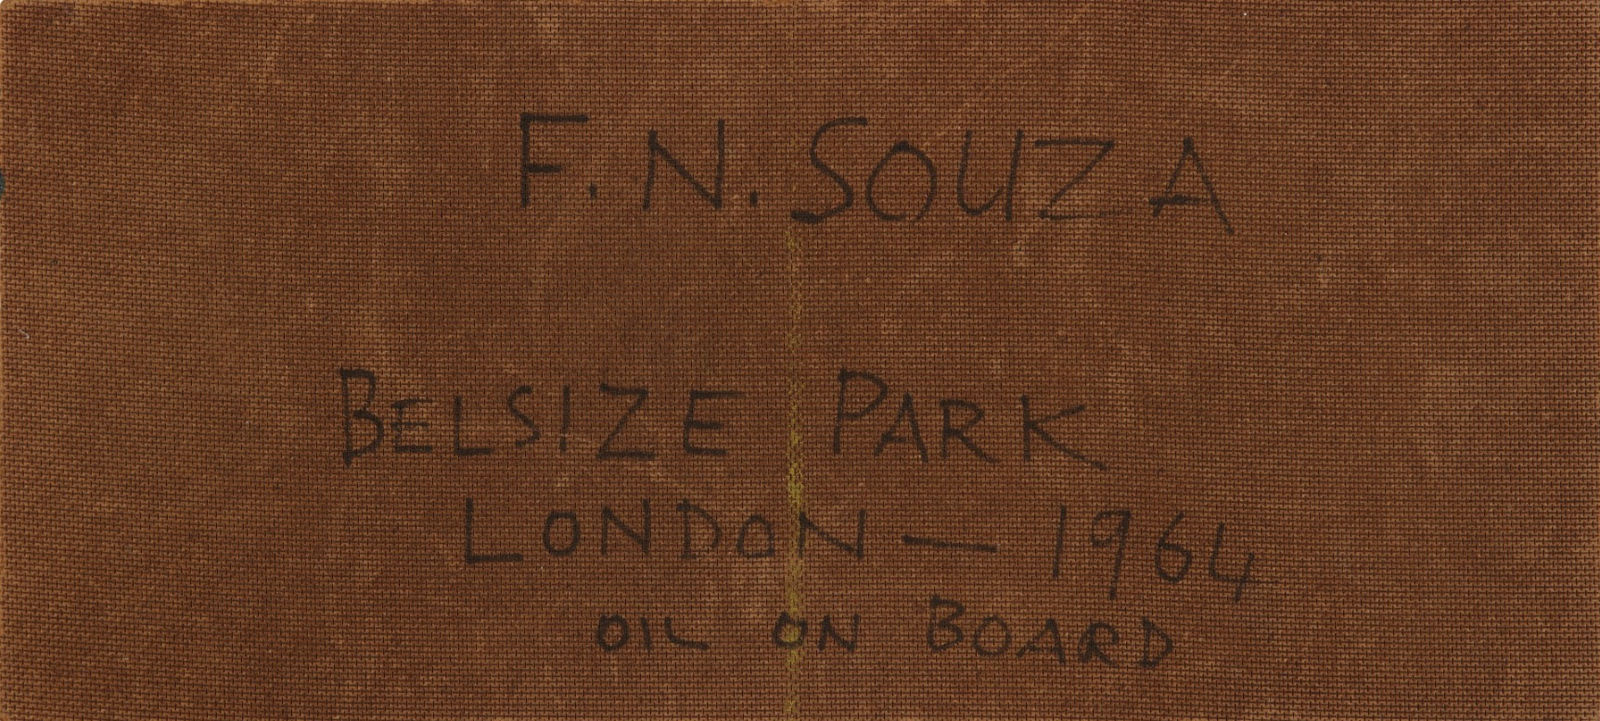 F. N. SOUZA
BELSIZE PARK
LONDON — 1964
OIL ON BOARD